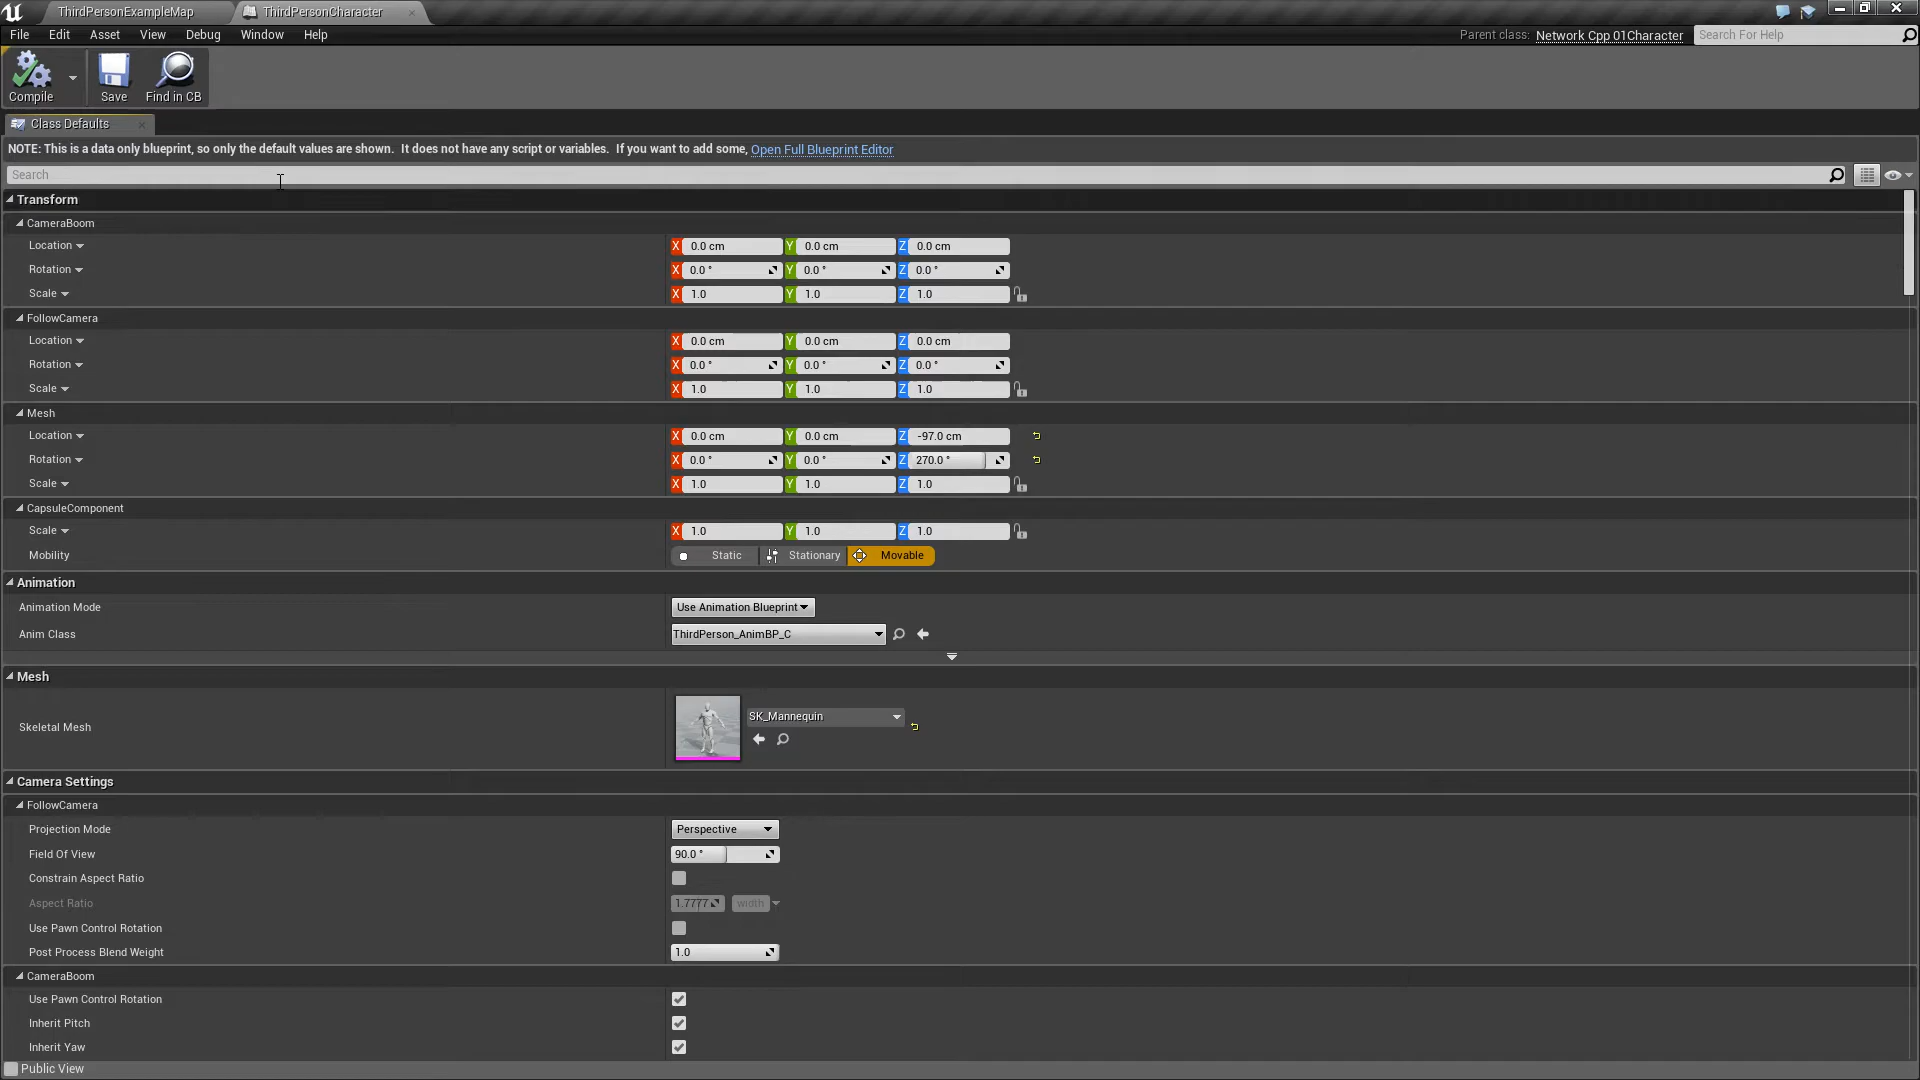 ThirdPersonExampleMap
ThirdPersonCharacter
File Edit Asset View Debug Window Help
Parent class: Network Cpp 01Character
Search For Help
Compile
Save
Find in CB
Class Defaults
NOTE: This is a data only blueprint, so only the default values are shown. It does not have any script or variables. If you want to add some, Open Full Blueprint Editor
Search
Transform
CameraBoom
Location X 0.0 cm Y 0.0 cm Z 0.0 cm
Rotation X 0.0 ° Y 0.0 ° Z 0.0 °
Scale X 1.0 Y 1.0 Z 1.0
FollowCamera
Location X 0.0 cm Y 0.0 cm Z 0.0 cm
Rotation X 0.0 ° Y 0.0 ° Z 0.0 °
Scale X 1.0 Y 1.0 Z 1.0
Mesh
Location X 0.0 cm Y 0.0 cm Z -97.0 cm
Rotation X 0.0 ° Y 0.0 ° Z 270.0 °
Scale X 1.0 Y 1.0 Z 1.0
CapsuleComponent
Scale X 1.0 Y 1.0 Z 1.0
Mobility Static Stationary Movable
Animation
Animation Mode Use Animation Blueprint
Anim Class ThirdPerson_AnimBP_C
Mesh
Skeletal Mesh SK_Mannequin
Camera Settings
FollowCamera
Projection Mode Perspective
Field Of View 90.0 °
Constrain Aspect Ratio
Aspect Ratio 1.7777 width
Use Pawn Control Rotation
Post Process Blend Weight 1.0
CameraBoom
Use Pawn Control Rotation
Inherit Pitch
Inherit Yaw
Public View